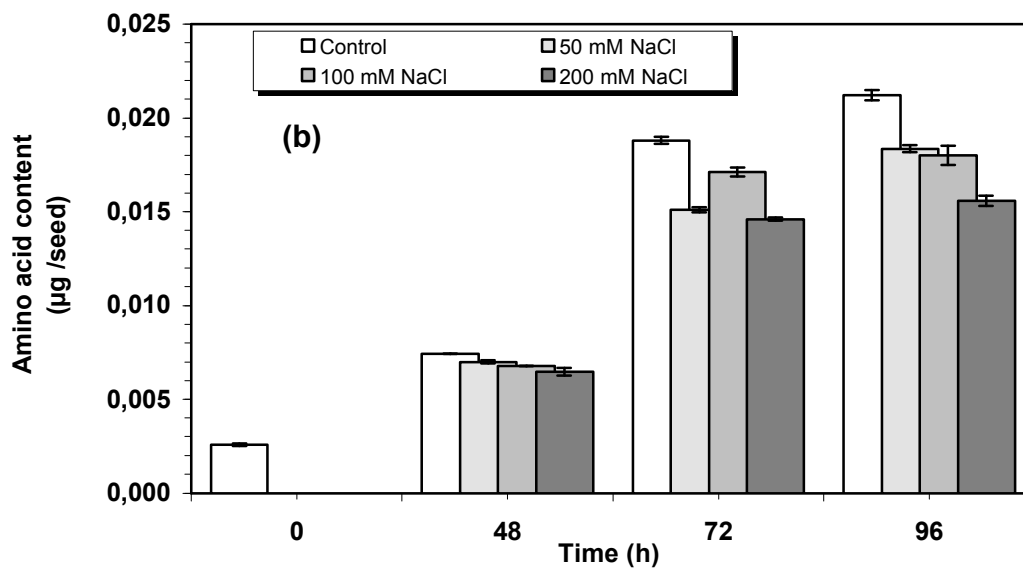 0,025
Control 50 mM NaCl
100 mM NaCl 200 mM NaCl
0,020
(b)
0,015
0,010
0,005
0,000
Amino acid content
(µg /seed)
0 48 72 96
Time (h)